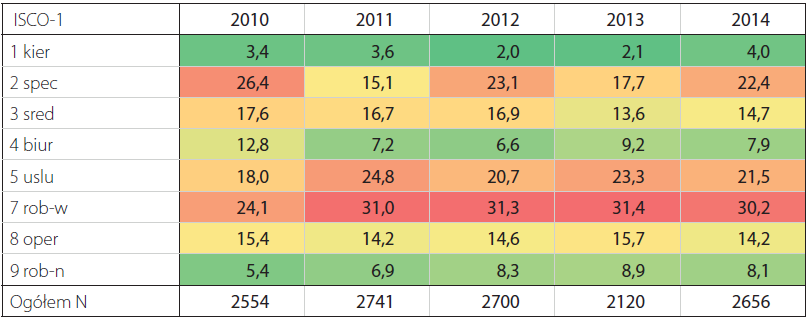 ISCO-1 2010 2011 2012 2013 2014
1 kier 3,4 3,6 2,0 2,1 4,0
2 spec 26,4 15,1 23,1 17,7 22,4
3 sred 17,6 16,7 16,9 13,6 14,7
4 biur 12,8 7,2 6,6 9,2 7,9
5 uslu 18,0 24,8 20,7 23,3 21,5
7 rob-w 24,1 31,0 31,3 31,4 30,2
8 oper 15,4 14,2 14,6 15,7 14,2
9 rob-n 5,4 6,9 8,3 8,9 8,1
Ogółem N 2554 2741 2700 2120 2656